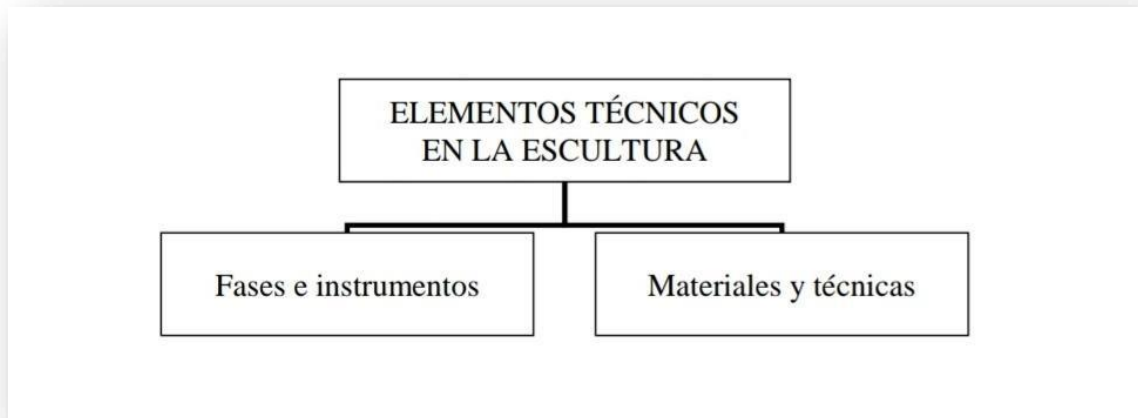 ELEMENTOS TÉCNICOS
EN LA ESCULTURA
Fases e instrumentos
Materiales y técnicas